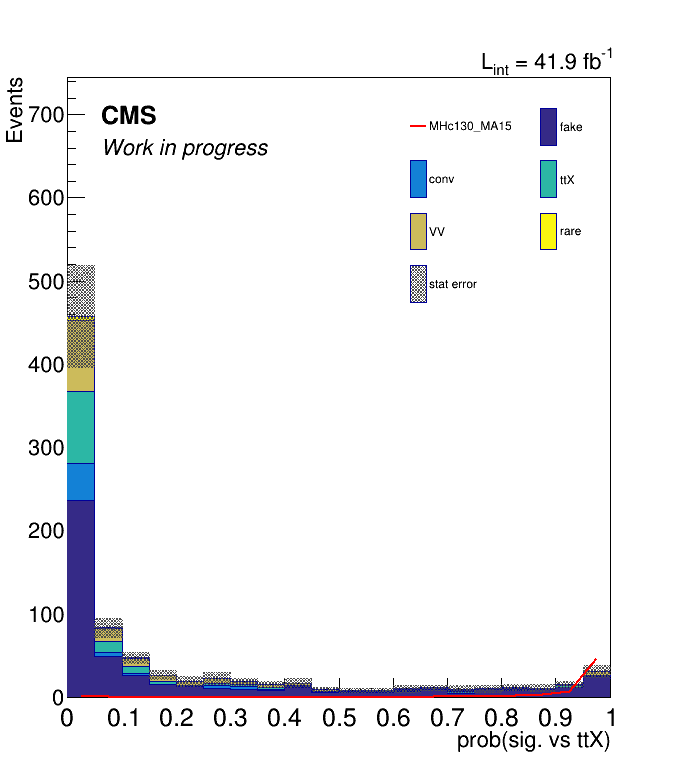 L_int = 41.9 fb^-1
Events
CMS
Work in progress
MHc130_MA15
fake
conv
ttX
VV
rare
stat error
700
600
500
400
300
200
100
0
0 0.1 0.2 0.3 0.4 0.5 0.6 0.7 0.8 0.9 1
prob(sig. vs ttX)